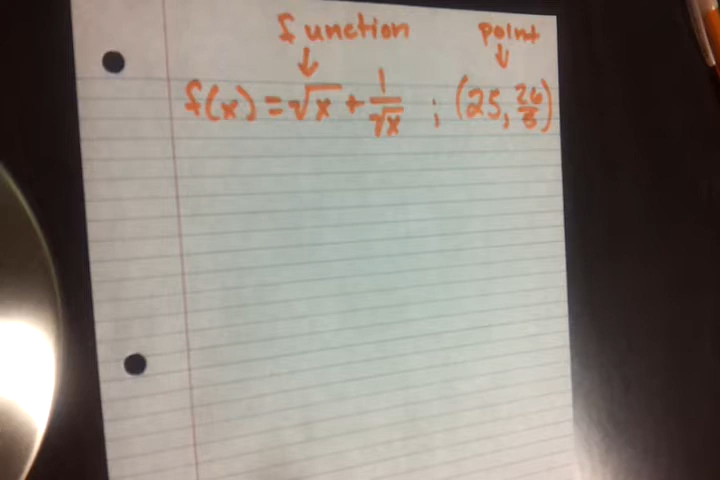 function point
↓ ↓
f(x) = √x + 1/√x ; (25, 26/5)